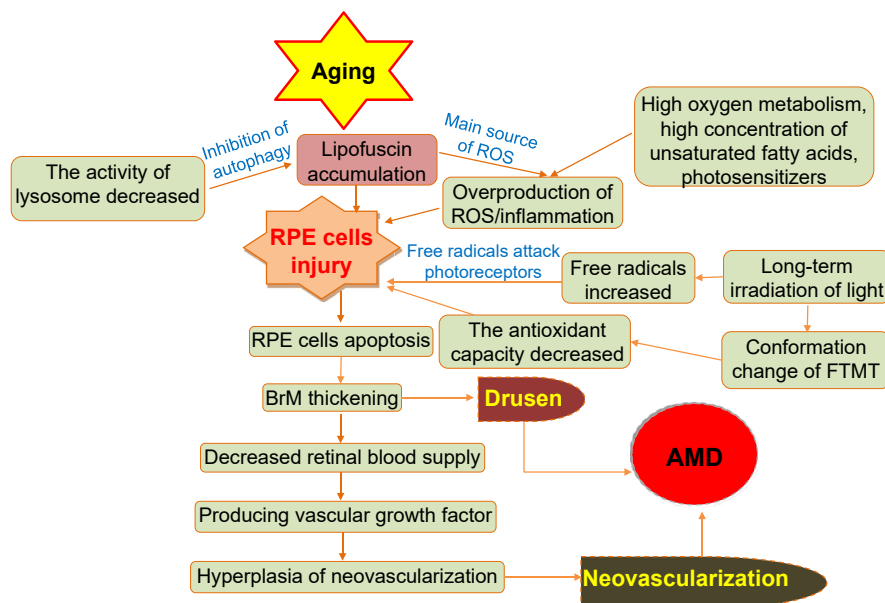 Aging
Inhibition of
autophagy
The activity of
lysosome decreased
Lipofuscin
accumulation
Main source
of ROS
High oxygen metabolism,
high concentration of
unsaturated fatty acids,
photosensitizers
Overproduction of
ROS/inflammation
RPE cells
injury
Free radicals attack
photoreceptors
Free radicals
increased
Long-term
irradiation of light
RPE cells apoptosis
The antioxidant
capacity decreased
Conformation
change of FTMT
BrM thickening
Drusen
Decreased retinal blood supply
AMD
Producing vascular growth factor
Hyperplasia of neovascularization
Neovascularization